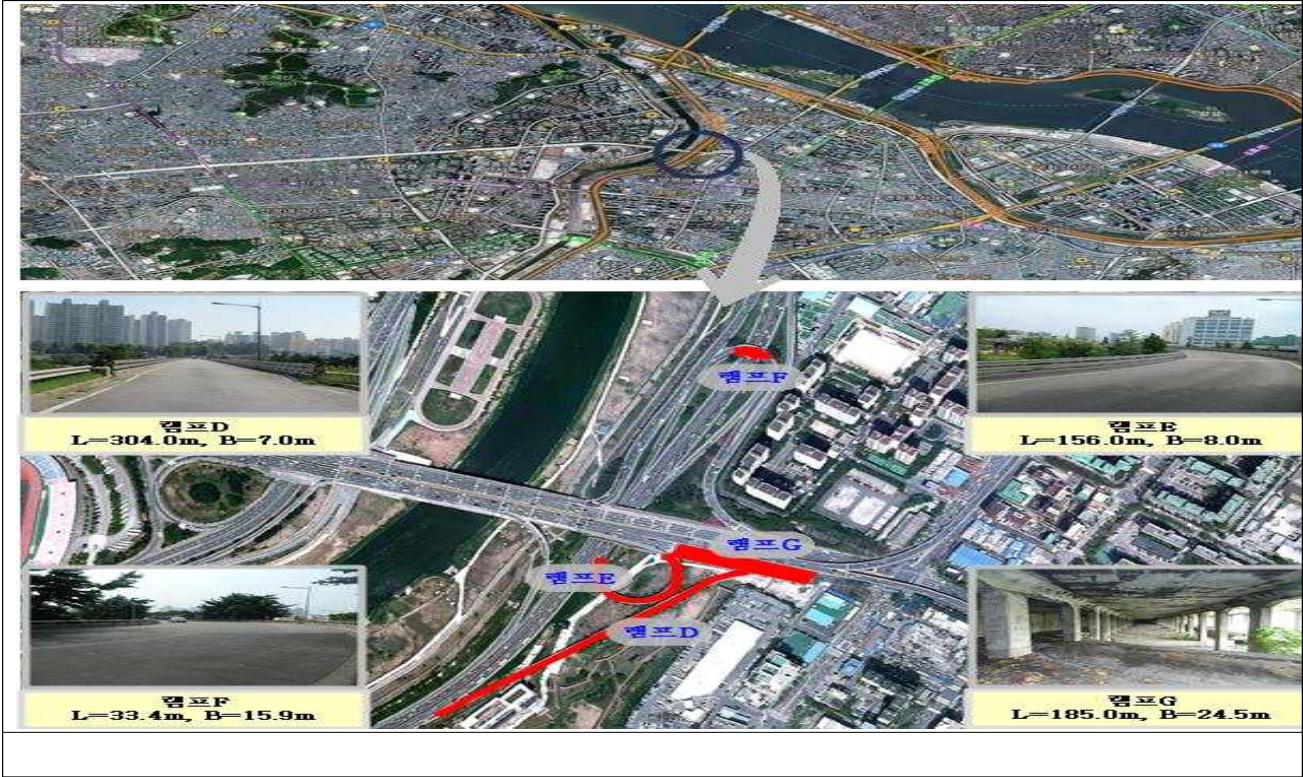 램프F
램프D
L=304.0m, B=7.0m
램프E
L=156.0m, B=8.0m
램프G
램프E
램프D
램프F
L=33.4m, B=15.9m
램프G
L=185.0m, B=24.5m